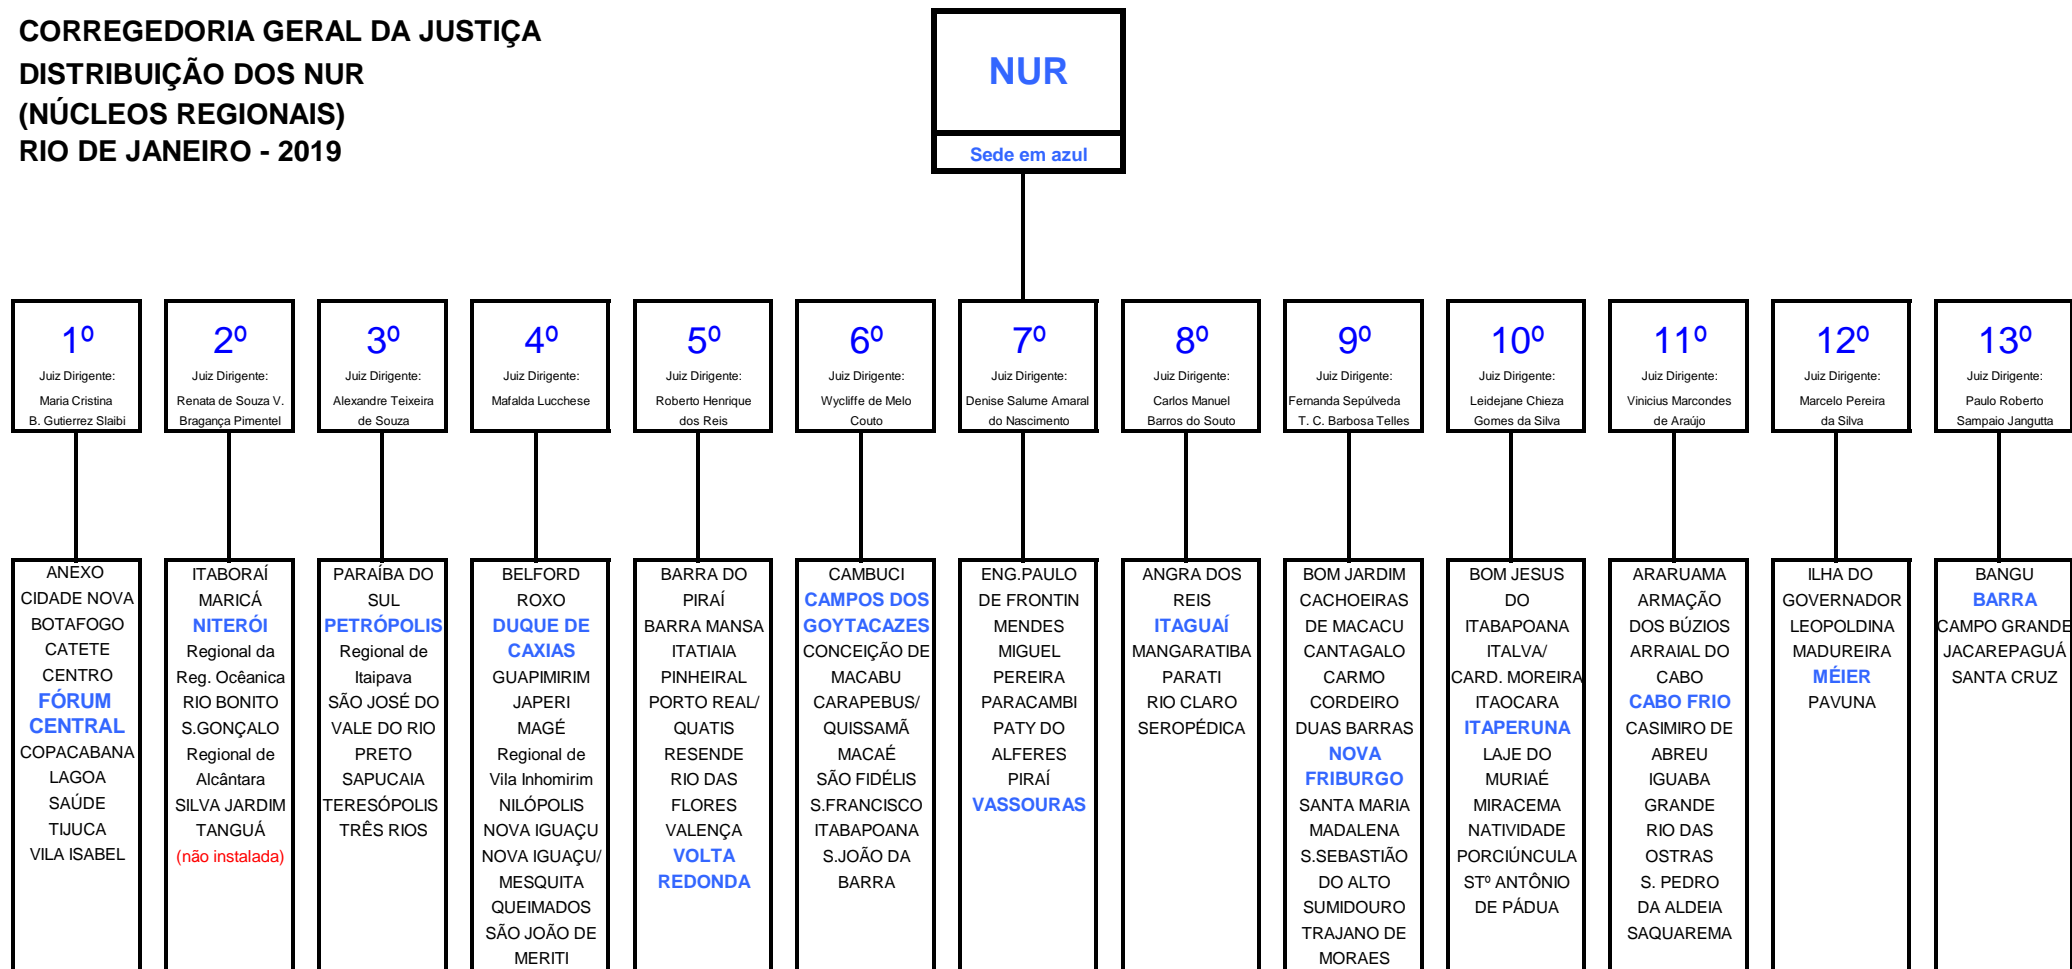 CORREGEDORIA GERAL DA JUSTIÇA
DISTRIBUIÇÃO DOS NUR
(NÚCLEOS REGIONAIS)
RIO DE JANEIRO - 2019
NUR
Sede em azul
1º
Juiz Dirigente:
Maria Cristina
B. Gutierrez Slaibi
2º
Juiz Dirigente:
Renata de Souza V.
Bragança Pimentel
3º
Juiz Dirigente:
Alexandre Teixeira
de Souza
4º
Juiz Dirigente:
Mafalda Lucchese
5º
Juiz Dirigente:
Roberto Henrique
dos Reis
6º
Juiz Dirigente:
Wycliffe de Melo
Couto
7º
Juiz Dirigente:
Denise Salume Amaral
do Nascimento
8º
Juiz Dirigente:
Carlos Manuel
Barros do Souto
9º
Juiz Dirigente:
Fernanda Sepúlveda
T. C. Barbosa Telles
10º
Juiz Dirigente:
Leidejane Chieza
Gomes da Silva
11º
Juiz Dirigente:
Vinicius Marcondes
de Araújo
12º
Juiz Dirigente:
Marcelo Pereira
da Silva
13º
Juiz Dirigente:
Paulo Roberto
Sampaio Jangutta
ANEXO
CIDADE NOVA
BOTAFOGO
CATETE
CENTRO
FÓRUM
CENTRAL
COPACABANA
LAGOA
SAÚDE
TIJUCA
VILA ISABEL
ITABORAÍ
MARICÁ
NITERÓI
Regional da
Reg. Ocêanica
RIO BONITO
S.GONÇALO
Regional de
Alcântara
SILVA JARDIM
TANGUÁ
(não instalada)
PARAÍBA DO
SUL
PETRÓPOLIS
Regional de
Itaipava
SÃO JOSÉ DO
VALE DO RIO
PRETO
SAPUCAIA
TERESÓPOLIS
TRÊS RIOS
BELFORD
ROXO
DUQUE DE
CAXIAS
GUAPIMIRIM
JAPERI
MAGÉ
Regional de
Vila Inhomirim
NILÓPOLIS
NOVA IGUAÇU
NOVA IGUAÇU/
MESQUITA
QUEIMADOS
SÃO JOÃO DE
MERITI
BARRA DO
PIRAÍ
BARRA MANSA
ITATIAIA
PINHEIRAL
PORTO REAL/
QUATIS
RESENDE
RIO DAS
FLORES
VALENÇA
VOLTA
REDONDA
CAMBUCI
CAMPOS DOS
GOYTACAZES
CONCEIÇÃO DE
MACABU
CARAPEBUS/
QUISSAMÃ
MACAÉ
SÃO FIDÉLIS
S.FRANCISCO
ITABAPOANA
S.JOÃO DA
BARRA
ENG.PAULO
DE FRONTIN
MENDES
MIGUEL
PEREIRA
PARACAMBI
PATY DO
ALFERES
PIRAÍ
VASSOURAS
ANGRA DOS
REIS
ITAGUAÍ
MANGARATIBA
PARATI
RIO CLARO
SEROPÉDICA
BOM JARDIM
CACHOEIRAS
DE MACACU
CANTAGALO
CARMO
CORDEIRO
DUAS BARRAS
NOVA
FRIBURGO
SANTA MARIA
MADALENA
S.SEBASTIÃO
DO ALTO
SUMIDOURO
TRAJANO DE
MORAES
BOM JESUS
DO
ITABAPOANA
ITALVA/
CARD. MOREIRA
ITAOCARA
ITAPERUNA
LAJE DO
MURIAÉ
MIRACEMA
NATIVIDADE
PORCIÚNCULA
STº ANTÔNIO
DE PÁDUA
ARARUAMA
ARMAÇÃO
DOS BÚZIOS
ARRAIAL DO
CABO
CABO FRIO
CASIMIRO DE
ABREU
IGUABA
GRANDE
RIO DAS
OSTRAS
S. PEDRO
DA ALDEIA
SAQUAREMA
ILHA DO
GOVERNADOR
LEOPOLDINA
MADUREIRA
MÉIER
PAVUNA
BANGU
BARRA
CAMPO GRANDE
JACAREPAGUÁ
SANTA CRUZ